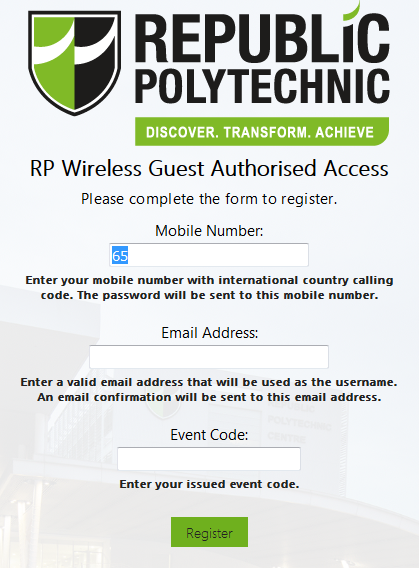 REPUBLIC
POLYTECHNIC
DISCOVER. TRANSFORM. ACHIEVE
RP Wireless Guest Authorised Access
Please complete the form to register.
Mobile Number:
65
Enter your mobile number with international country calling
code. The password will be sent to this mobile number.
Email Address:
Enter a valid email address that will be used as the username.
An email confirmation will be sent to this email address.
Event Code:
Enter your issued event code.
Register